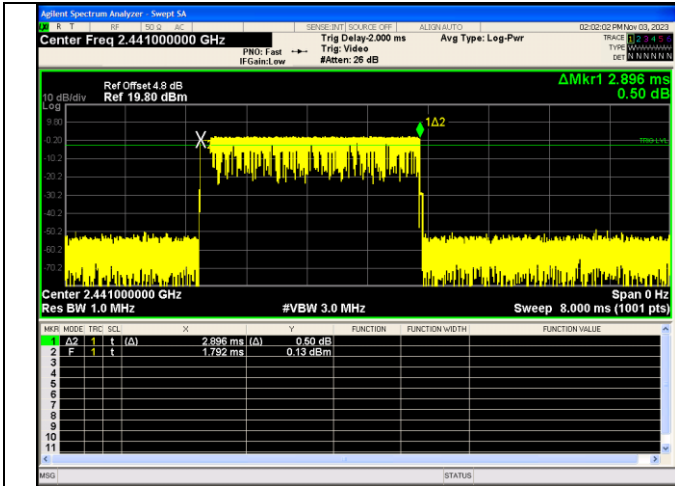 Agilent Spectrum Analyzer - Swept SA
R T RF 50 Ω AC SENSE:INT SOURCE OFF ALIGN AUTO 02:02:02 PM Nov 03, 2023
Center Freq 2.441000000 GHz Trig Delay-2.000 ms Avg Type: Log-Pwr TRACE 1 2 3 4 5 6
PNO: Fast Trig: Video TYPE
IFGain:Low #Atten: 26 dB DET N N N N N N
ΔMkr1 2.896 ms
Ref Offset 4.8 dB 0.50 dB
10 dB/div Ref 19.80 dBm
Log
9.80
1Δ2
-0.20
TRIG LVL
-10.2
-20.2
-30.2
-40.2
-50.2
-60.2
-70.2
Center 2.441000000 GHz Span 0 Hz
Res BW 1.0 MHz #VBW 3.0 MHz Sweep 8.000 ms (1001 pts)
MKR MODE TRC SCL X Y FUNCTION FUNCTION WIDTH FUNCTION VALUE
1 Δ2 1 t (Δ) 2.896 ms (Δ) 0.50 dB
2 F 1 t 1.792 ms 0.13 dBm
3
4
5
6
7
8
9
10
11
MSG STATUS